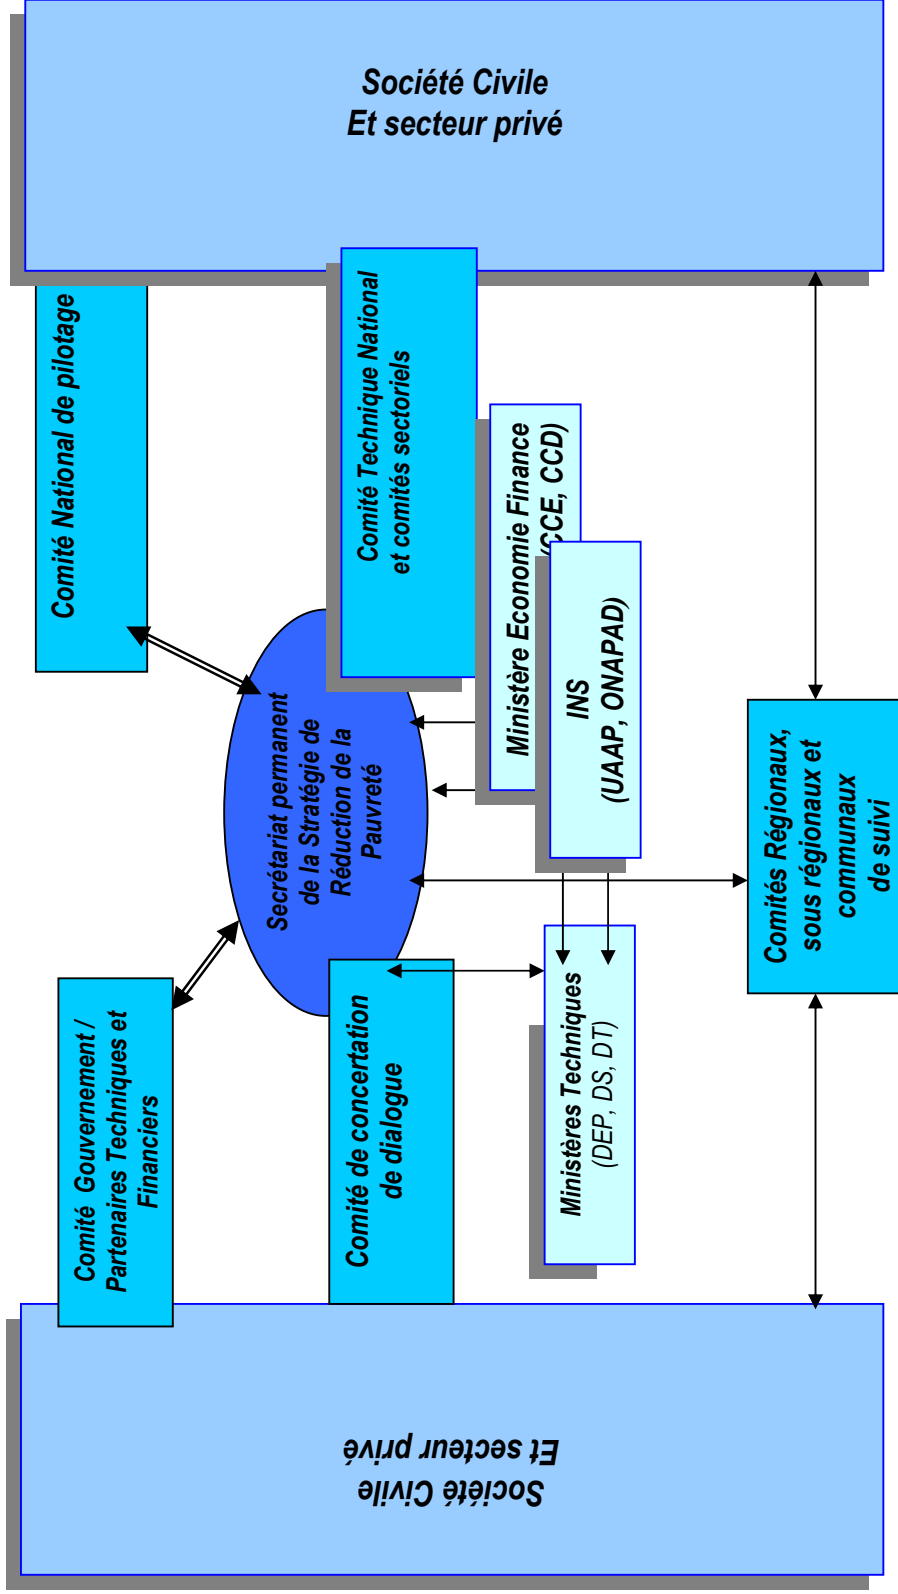 Société Civile
Et secteur privé
Comité National de pilotage
Comité Technique National
et comités sectoriels
Ministère Economie Finance
(CCE, CCD)
INS
(UAAP, ONAPAD)
Secrétariat permanent
de la Stratégie de
Réduction de la
Pauvreté
Comité Gouvernement /
Partenaires Techniques et
Financiers
Comité de concertation
de dialogue
Ministères Techniques
(DEP, DS, DT)
Comités Régionaux,
sous régionaux et
communaux
de suivi
Société Civile
Et secteur privé